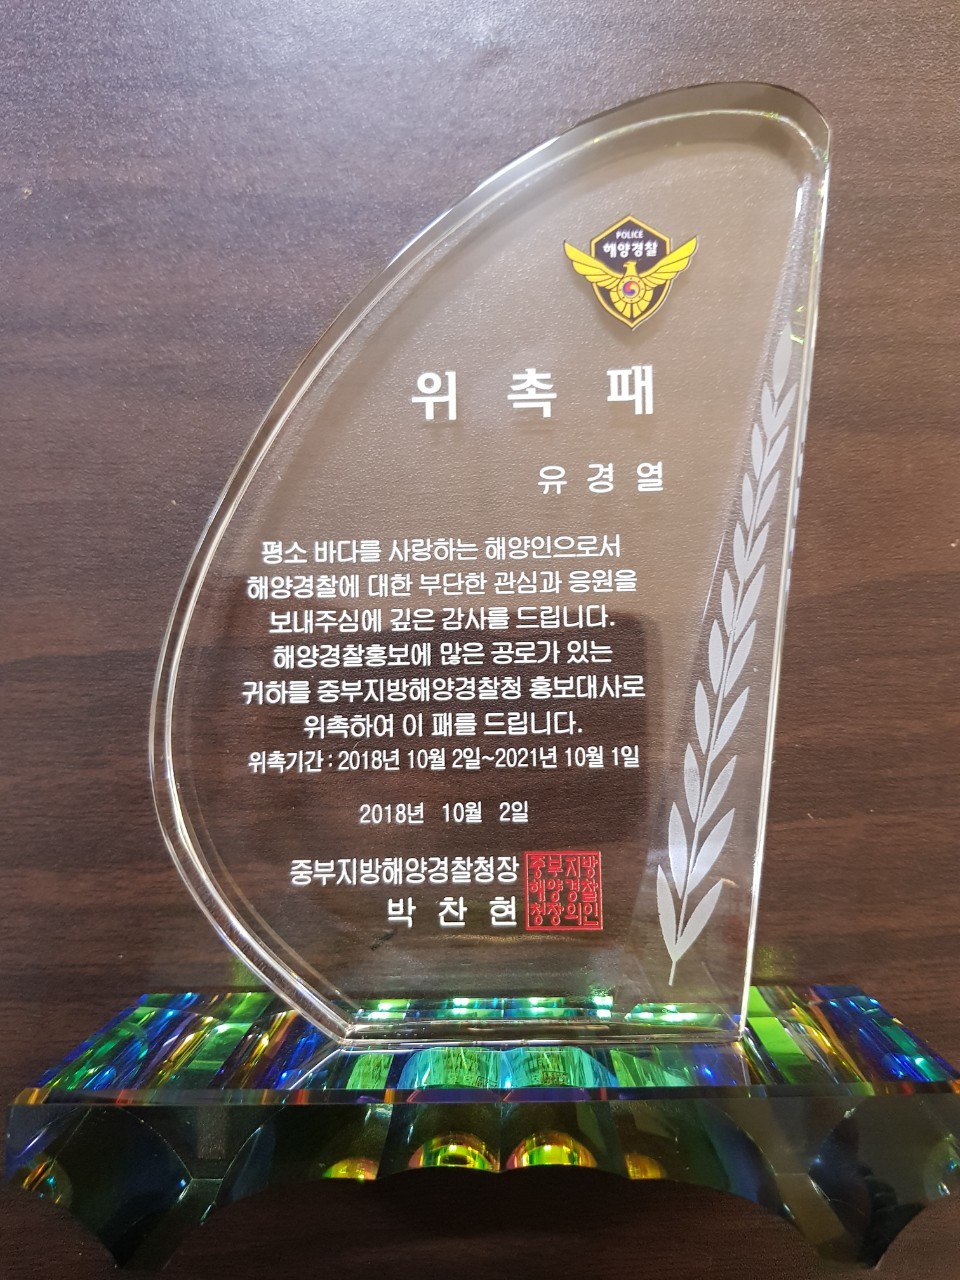 POLICE
해양경찰
위 촉 패
유 경 열
평소 바다를 사랑하는 해양인으로서
해양경찰에 대한 부단한 관심과 응원을
보내주심에 깊은 감사를 드립니다.
해양경찰홍보에 많은 공로가 있는
귀하를 중부지방해양경찰청 홍보대사로
위촉하여 이 패를 드립니다.
위촉기간 : 2018년 10월 2일~2021년 10월 1일
2018년 10월 2일
중부지방해양경찰청장
박 찬 현
중부지방
해양경찰
청장의인